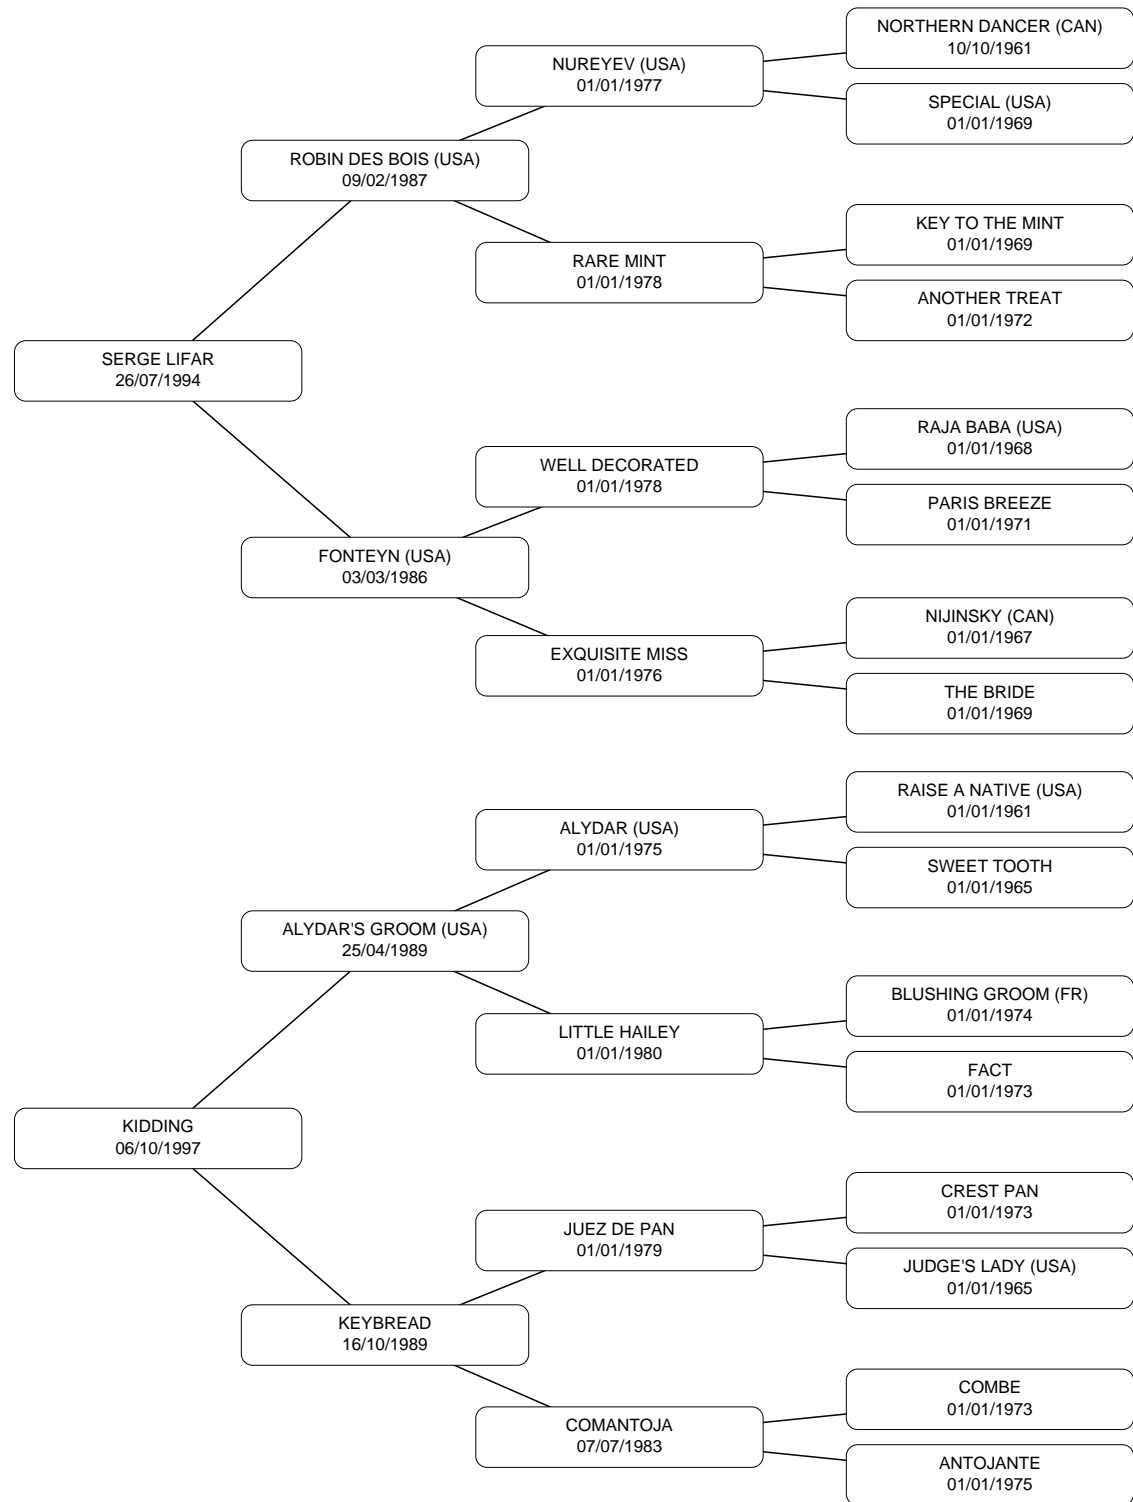 NORTHERN DANCER (CAN)
10/10/1961
NUREYEV (USA)
01/01/1977
SPECIAL (USA)
01/01/1969
ROBIN DES BOIS (USA)
09/02/1987
KEY TO THE MINT
01/01/1969
RARE MINT
01/01/1978
ANOTHER TREAT
01/01/1972
SERGE LIFAR
26/07/1994
RAJA BABA (USA)
01/01/1968
WELL DECORATED
01/01/1978
PARIS BREEZE
01/01/1971
FONTEYN (USA)
03/03/1986
NIJINSKY (CAN)
01/01/1967
EXQUISITE MISS
01/01/1976
THE BRIDE
01/01/1969
RAISE A NATIVE (USA)
01/01/1961
ALYDAR (USA)
01/01/1975
SWEET TOOTH
01/01/1965
ALYDAR'S GROOM (USA)
25/04/1989
BLUSHING GROOM (FR)
01/01/1974
LITTLE HAILEY
01/01/1980
FACT
01/01/1973
KIDDING
06/10/1997
CREST PAN
01/01/1973
JUEZ DE PAN
01/01/1979
JUDGE'S LADY (USA)
01/01/1965
KEYBREAD
16/10/1989
COMBE
01/01/1973
COMANTOJA
07/07/1983
ANTOJANTE
01/01/1975